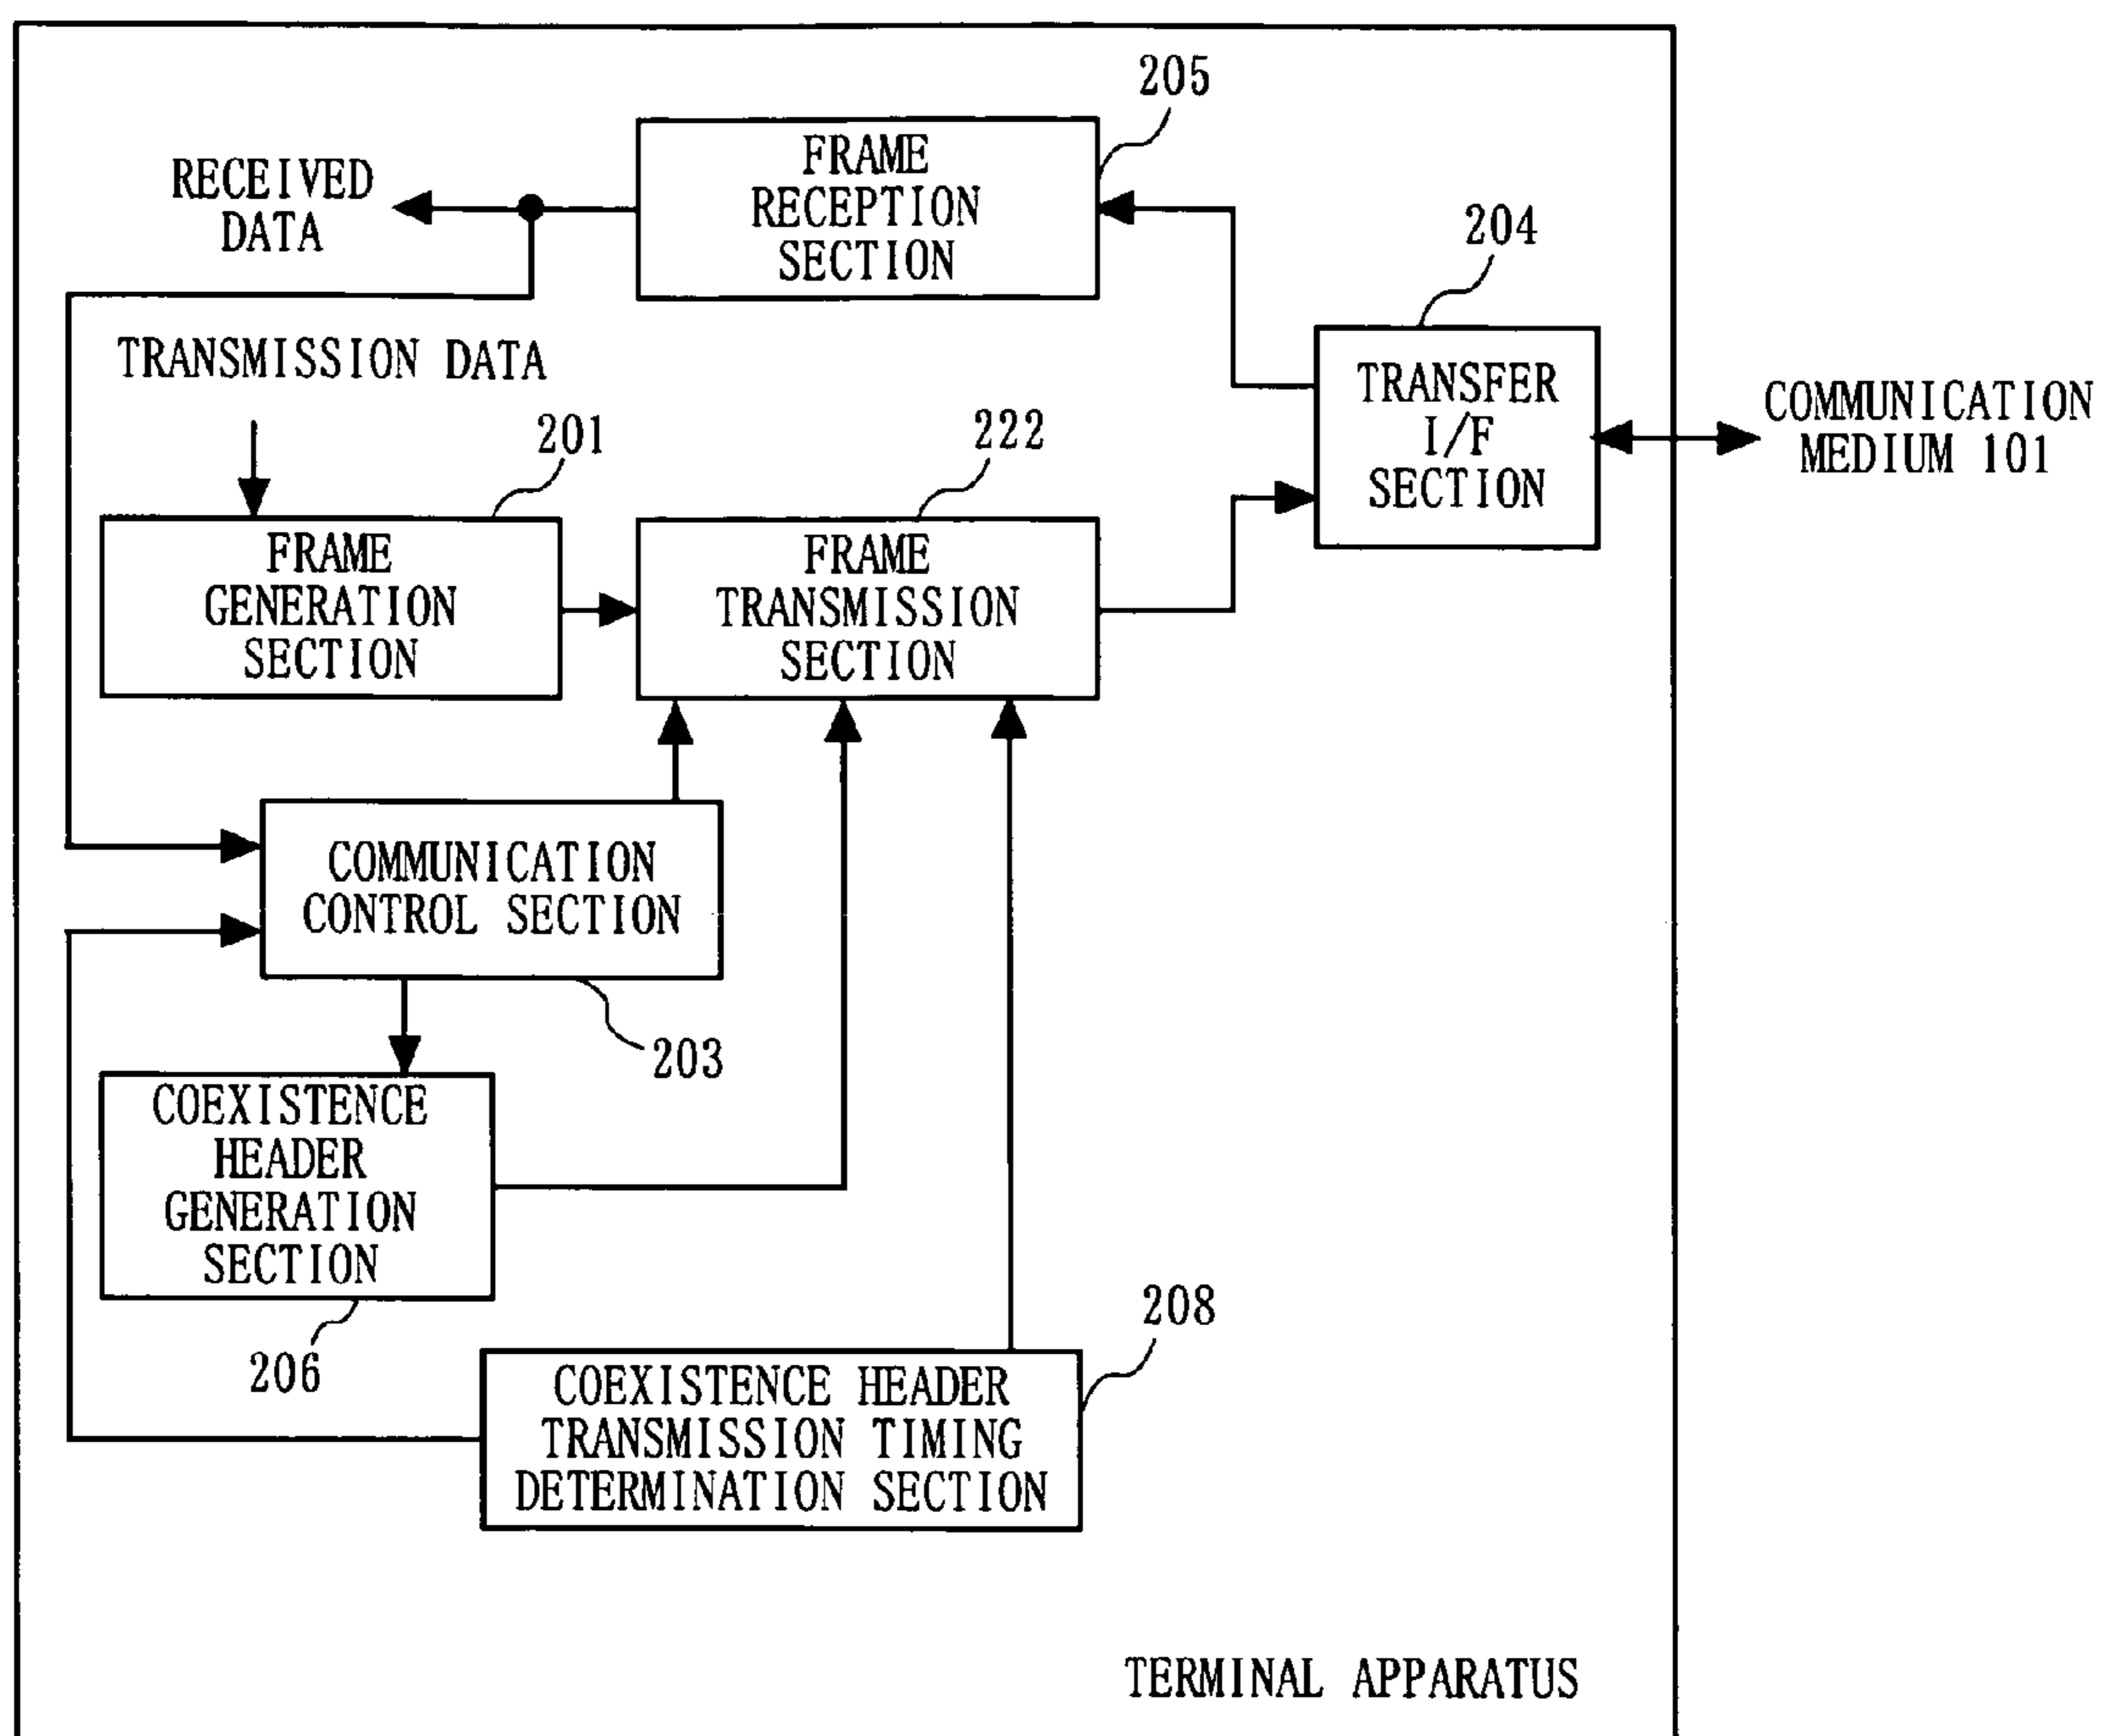 205
FRAME
RECEPTION
SECTION
RECEIVED
DATA
204
TRANSFER
I/F
SECTION
COMMUNICATION
MEDIUM 101
TRANSMISSION DATA
201
222
FRAME
GENERATION
SECTION
FRAME
TRANSMISSION
SECTION
COMMUNICATION
CONTROL SECTION
203
COEXISTENCE
HEADER
GENERATION
SECTION
206
208
COEXISTENCE HEADER
TRANSMISSION TIMING
DETERMINATION SECTION
TERMINAL APPARATUS